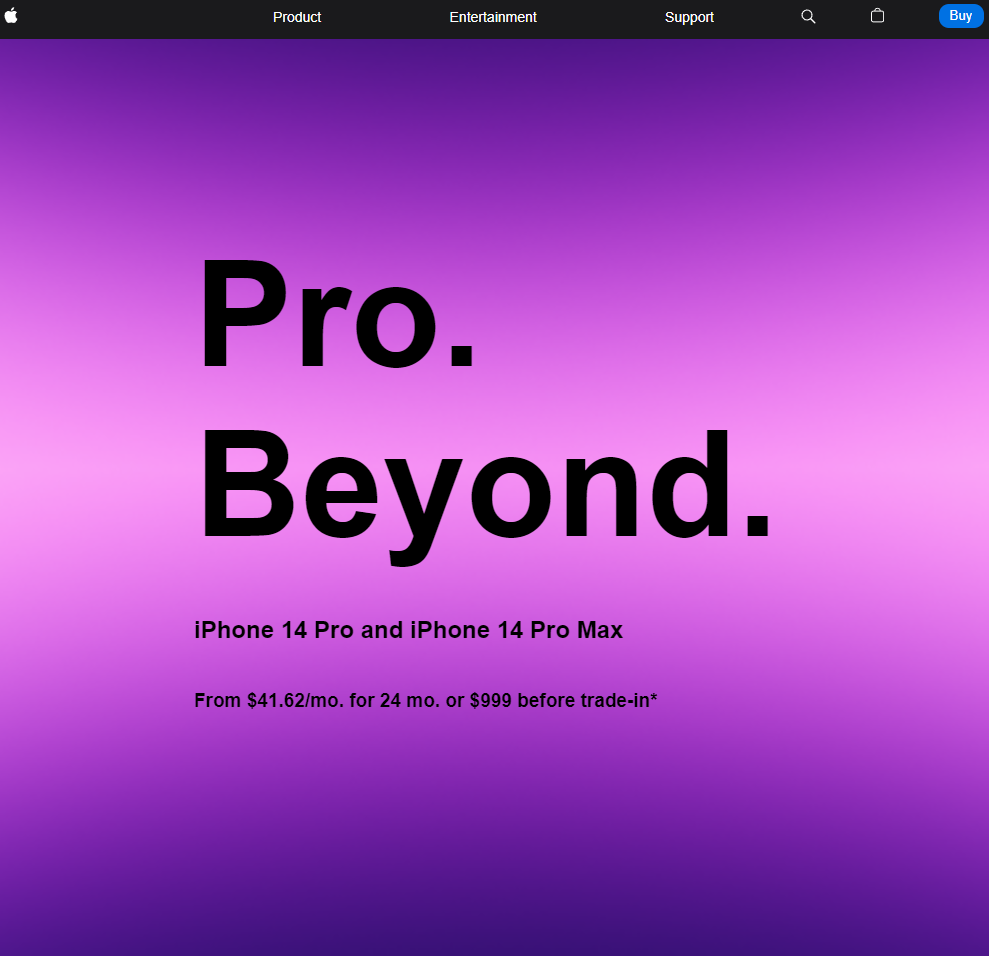 Product Entertainment Support Buy
Pro.
Beyond.
iPhone 14 Pro and iPhone 14 Pro Max
From $41.62/mo. for 24 mo. or $999 before trade-in*